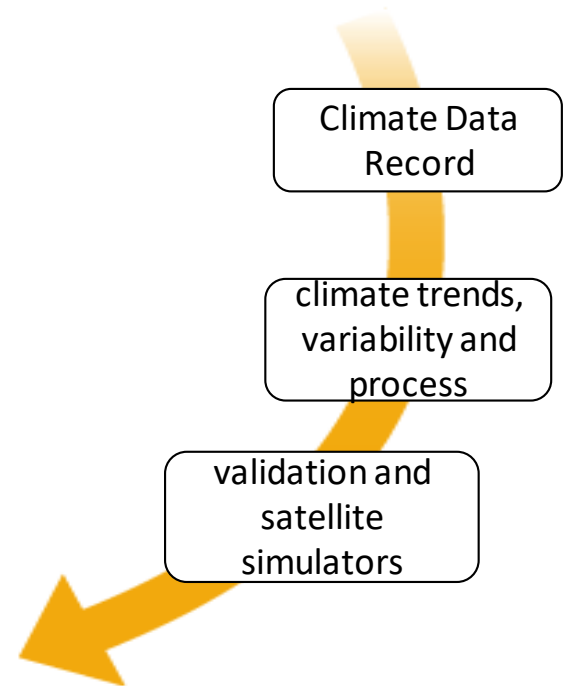 Climate Data
Record
climate trends,
variability and
process
validation and
satellite
simulators